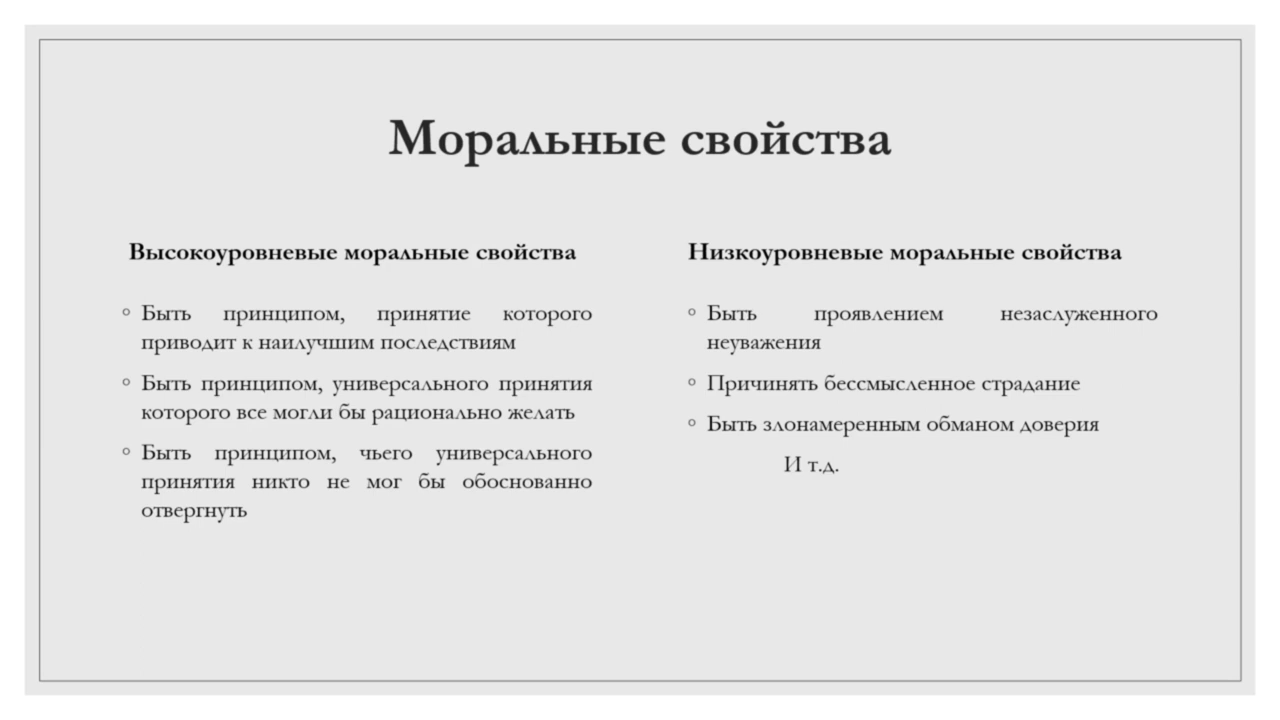 Моральные свойства
Высокоуровневые моральные свойства
◦ Быть принципом, принятие которого
приводит к наилучшим последствиям
◦ Быть принципом, универсального принятия
которого все могли бы рационально желать
◦ Быть принципом, чьего универсального
принятия никто не мог бы обоснованно
отвергнуть
Низкоуровневые моральные свойства
◦ Быть проявлением незаслуженного
неуважения
◦ Причинять бессмысленное страдание
◦ Быть злонамеренным обманом доверия
И т.д.